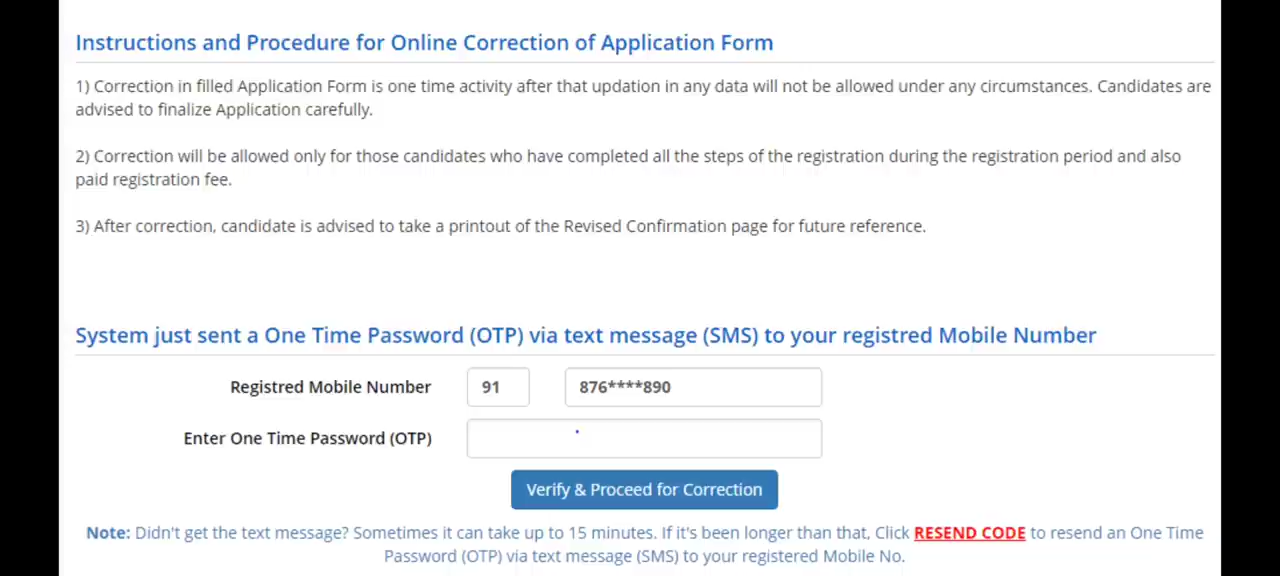 Instructions and Procedure for Online Correction of Application Form
1) Correction in filled Application Form is one time activity after that updation in any data will not be allowed under any circumstances. Candidates are
advised to finalize Application carefully.
2) Correction will be allowed only for those candidates who have completed all the steps of the registration during the registration period and also
paid registration fee.
3) After correction, candidate is advised to take a printout of the Revised Confirmation page for future reference.
System just sent a One Time Password (OTP) via text message (SMS) to your registred Mobile Number
Registred Mobile Number 91 876****890
Enter One Time Password (OTP)
Verify & Proceed for Correction
Note: Didn't get the text message? Sometimes it can take up to 15 minutes. If it's been longer than that, Click RESEND CODE to resend an One Time
Password (OTP) via text message (SMS) to your registered Mobile No.